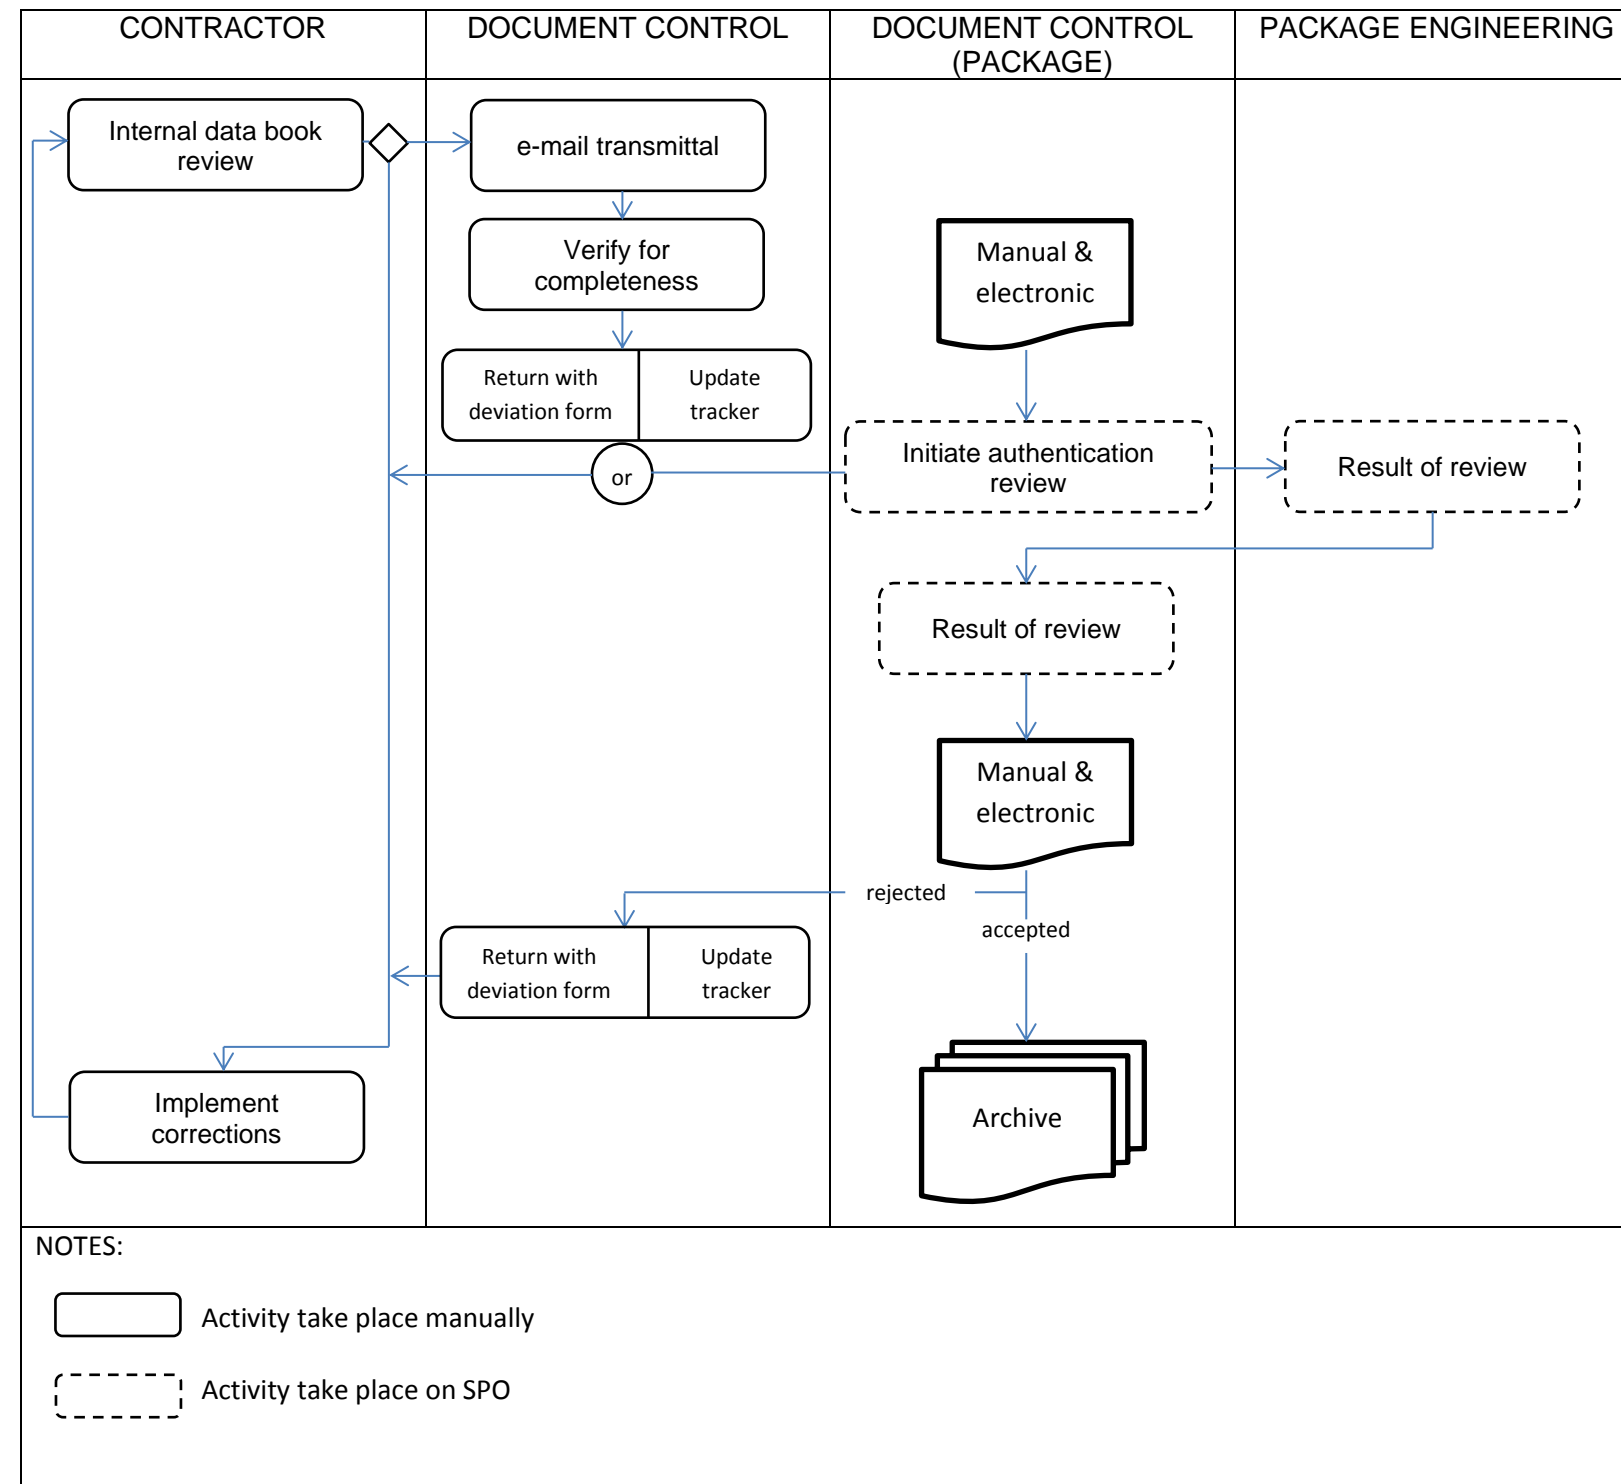 CONTRACTOR
DOCUMENT CONTROL
DOCUMENT CONTROL
(PACKAGE)
PACKAGE ENGINEERING
Internal data book
review
e-mail transmittal
Verify for
completeness
Manual &
electronic
Return with
deviation form
Update
tracker
or
Initiate authentication
review
Result of review
Result of review
Manual &
electronic
rejected
accepted
Return with
deviation form
Update
tracker
Implement
corrections
Archive
NOTES:
Activity take place manually
Activity take place on SPO